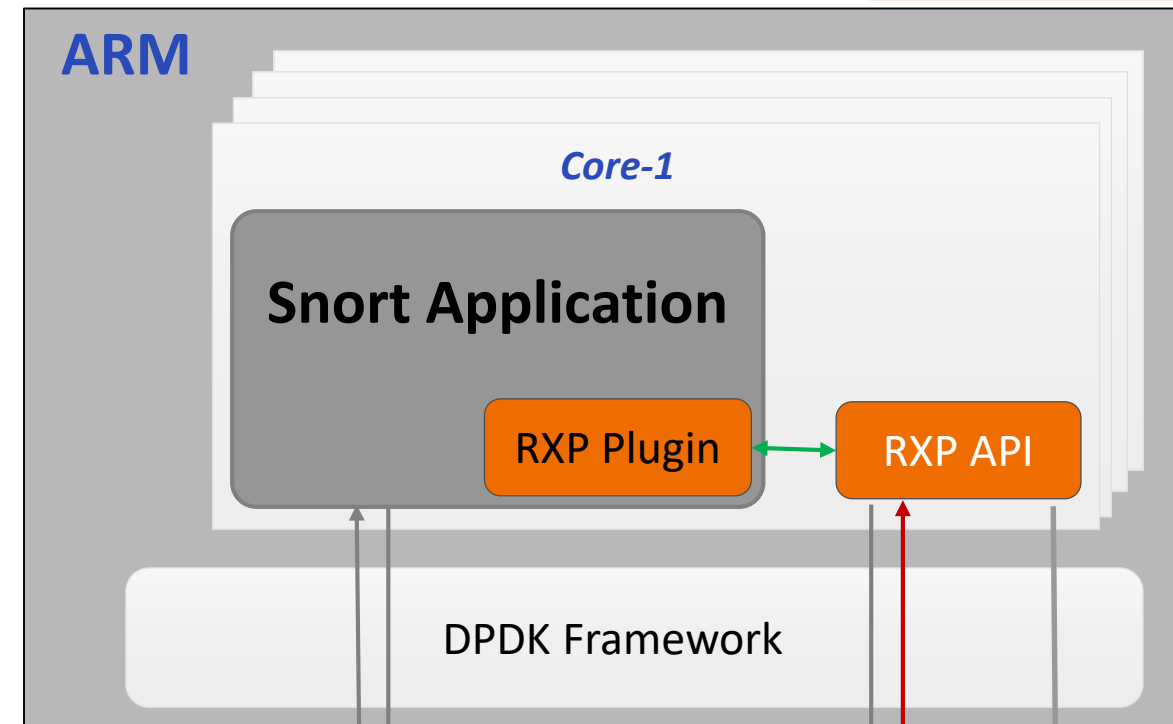 ARM
Core-1
Snort Application
RXP Plugin
RXP API
DPDK Framework